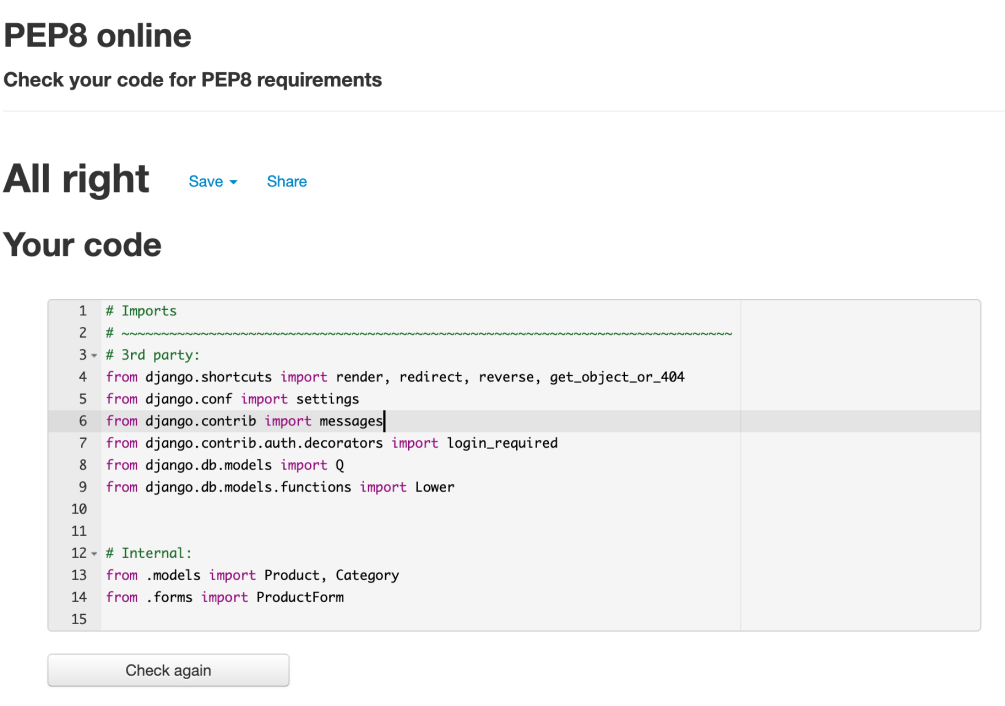 PEP8 online
Check your code for PEP8 requirements
All right Save Share
Your code
1 # Imports
2 # ~~~~~~~~~~~~~~~~~~~~~~~~~~~~~~~~~~~~~~~~~~~~~~~~~~~~~~~~~~~~~~~~~~~~~~~~~~~~~
3 # 3rd party:
4 from django.shortcuts import render, redirect, reverse, get_object_or_404
5 from django.conf import settings
6 from django.contrib import messages
7 from django.contrib.auth.decorators import login_required
8 from django.db.models import Q
9 from django.db.models.functions import Lower
10
11
12 # Internal:
13 from .models import Product, Category
14 from .forms import ProductForm
15
Check again